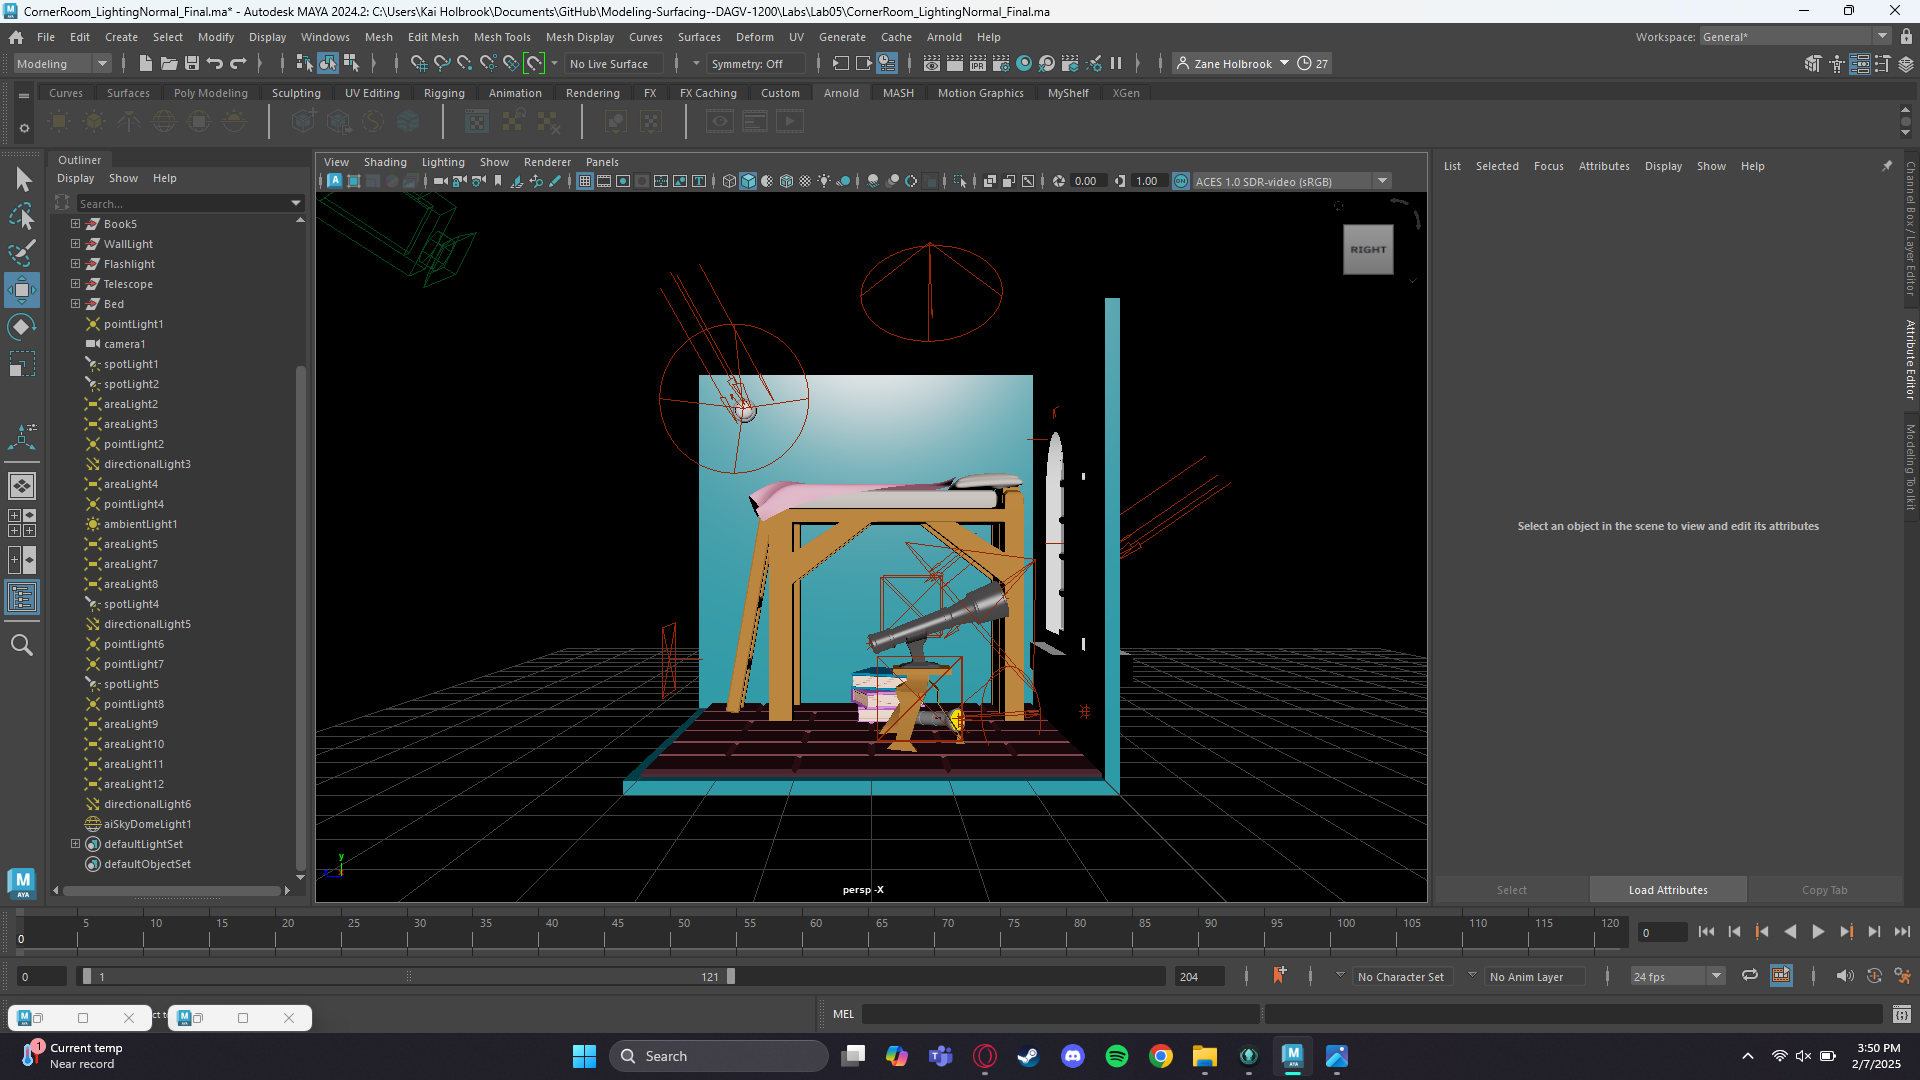 CornerRoom_LightingNormal_Final.ma* - Autodesk MAYA 2024.2: C:\Users\Kai Holbrook\Documents\GitHub\Modeling-Surfacing--DAGV-1200\Labs\Lab05\CornerRoom_LightingNormal_Final.ma
File Edit Create Select Modify Display Windows Mesh Edit Mesh Mesh Tools Mesh Display Curves Surfaces Deform UV Generate Cache Arnold Help Workspace: General*
Modeling No Live Surface Symmetry: Off IPR Zane Holbrook 27
Curves Surfaces Poly Modeling Sculpting UV Editing Rigging Animation Rendering FX FX Caching Custom Arnold MASH Motion Graphics MyShelf XGen
Outliner
Display Show Help
Search...
Book5
WallLight
Flashlight
Telescope
Bed
pointLight1
camera1
spotLight1
spotLight2
areaLight2
areaLight3
pointLight2
directionalLight3
areaLight4
pointLight4
ambientLight1
areaLight5
areaLight7
areaLight8
spotLight4
directionalLight5
pointLight6
pointLight7
spotLight5
pointLight8
areaLight9
areaLight10
areaLight11
areaLight12
directionalLight6
aiSkyDomeLight1
defaultLightSet
defaultObjectSet
View Shading Lighting Show Renderer Panels
0.00 1.00 ON ACES 1.0 SDR-video (sRGB)
RIGHT
y
persp -X
List Selected Focus Attributes Display Show Help
Select an object in the scene to view and edit its attributes
Select Load Attributes Copy Tab
Channel Box / Layer Editor
Attribute Editor
Modeling Toolkit
M
AYA
5 10 15 20 25 30 35 40 45 50 55 60 65 70 75 80 85 90 95 100 105 110 115 120
0 0
0 1 121 204 No Character Set No Anim Layer 24 fps
ct t MEL
Current temp
Near record
Search
3:50 PM
2/7/2025